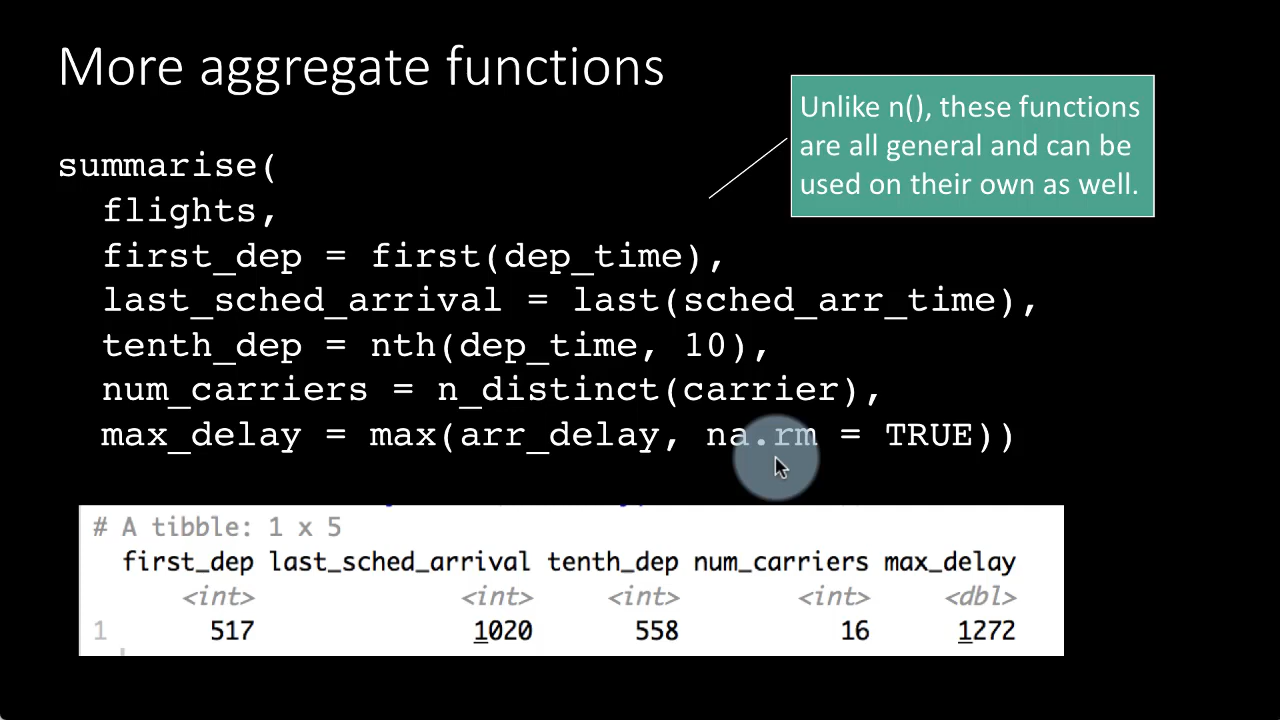 More aggregate functions
Unlike n(), these functions
are all general and can be
used on their own as well.
summarise(
  flights,
  first_dep = first(dep_time),
  last_sched_arrival = last(sched_arr_time),
  tenth_dep = nth(dep_time, 10),
  num_carriers = n_distinct(carrier),
  max_delay = max(arr_delay, na.rm = TRUE))
# A tibble: 1 x 5
  first_dep last_sched_arrival tenth_dep num_carriers max_delay
      <int>              <int>     <int>        <int>     <dbl>
1       517               1020       558           16      1272